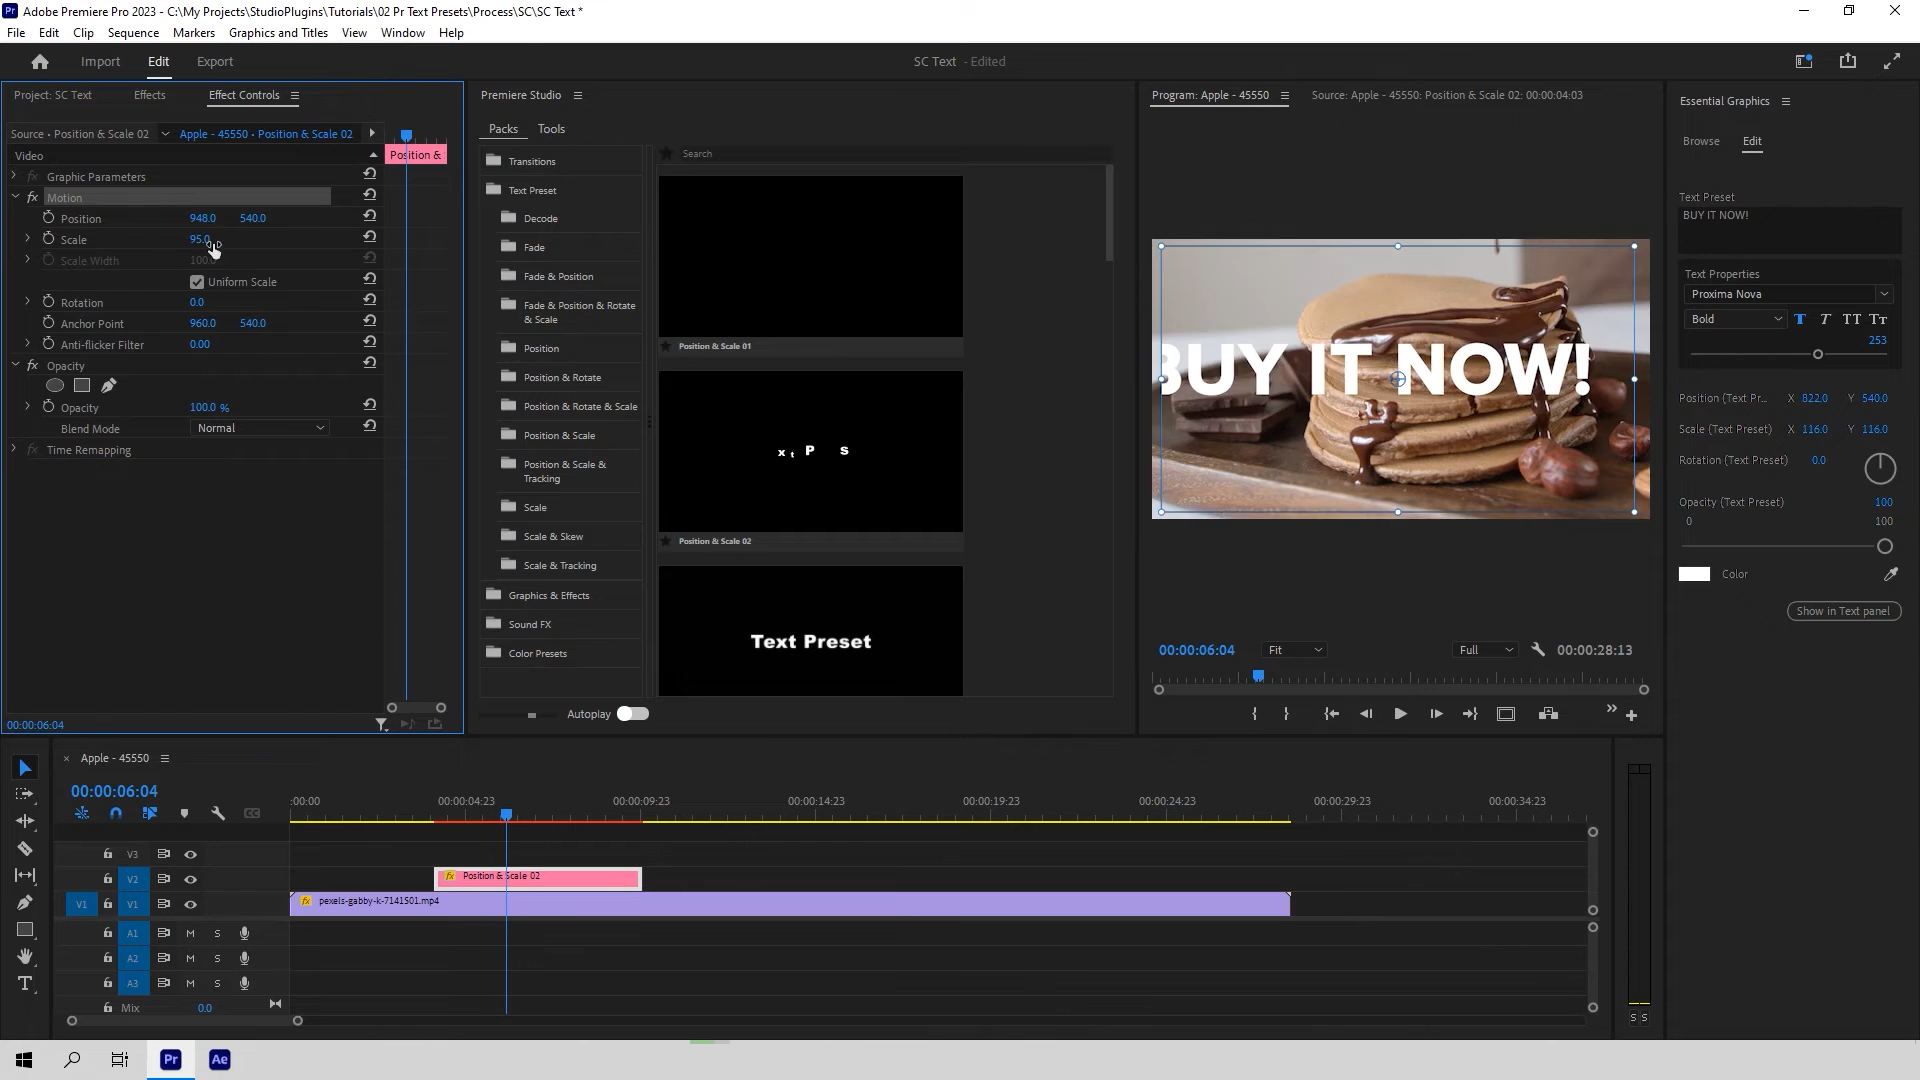 Adobe Premiere Pro 2023 - C:\My Projects\StudioPlugins\Tutorials\02 Pr Text Presets\Process\SC\SC Text *
File Edit Clip Sequence Markers Graphics and Titles View Window Help
Import Edit Export
SC Text - Edited
Project: SC Text Effects Effect Controls
Source • Position & Scale 02 Apple - 45550 • Position & Scale 02
Video
Position &
Graphic Parameters
fx Motion
Position 948.0 540.0
Scale 95.0
Scale Width 100.0
Uniform Scale
Rotation 0.0
Anchor Point 960.0 540.0
Anti-flicker Filter 0.00
fx Opacity
Opacity 100.0 %
Blend Mode Normal
fx Time Remapping
00:00:06:04
Premiere Studio
Packs Tools
Transitions
Text Preset
Decode
Fade
Fade & Position
Fade & Position & Rotate
& Scale
Position
Position & Rotate
Position & Rotate & Scale
Position & Scale
Position & Scale &
Tracking
Scale
Scale & Skew
Scale & Tracking
Graphics & Effects
Sound FX
Color Presets
Search
Position & Scale 01
x t P s
Position & Scale 02
Text Preset
Autoplay
Program: Apple - 45550 Source: Apple - 45550: Position & Scale 02: 00:00:04:03
BUY IT NOW!
00:00:06:04 Fit Full 00:00:28:13
Essential Graphics
Browse Edit
Text Preset
BUY IT NOW!
Text Properties
Proxima Nova
Bold T T TT Tт
253
Position (Text Pr... X 822.0 Y 540.0
Scale (Text Preset) X 116.0 Y 116.0
Rotation (Text Preset) 0.0
Opacity (Text Preset) 100
0 100
Color
Show in Text panel
× Apple - 45550
00:00:06:04
:00:00 00:00:04:23 00:00:09:23 00:00:14:23 00:00:19:23 00:00:24:23 00:00:29:23 00:00:34:23
V3
V2 fx Position & Scale 02
V1 V1 fx pexels-gabby-k-7141501.mp4
A1 M S
A2 M S
A3 M S
Mix 0.0
S S
Pr Ae